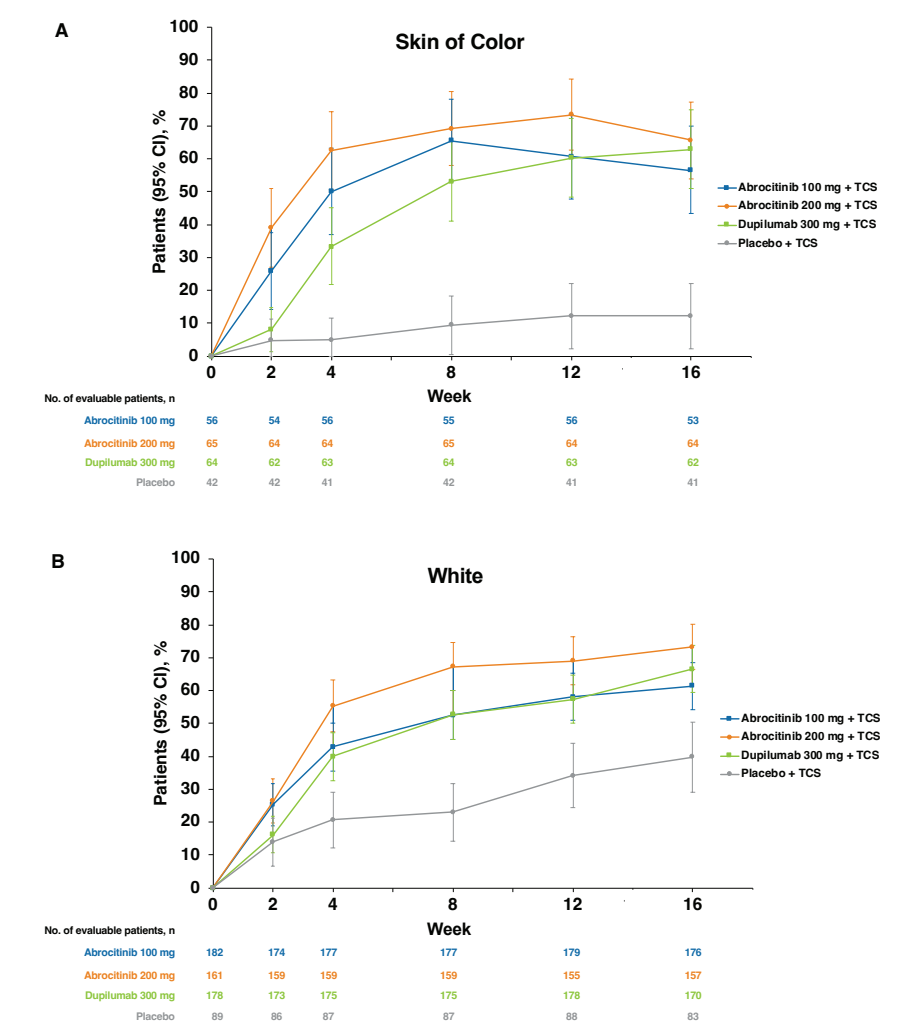 A
Skin of Color
Patients (95% CI), %
100
90
80
70
60
50
40
30
20
10
0
0 2 4 8 12 16
Week
Abrocitinib 100 mg + TCS
Abrocitinib 200 mg + TCS
Dupilumab 300 mg + TCS
Placebo + TCS
No. of evaluable patients, n
Abrocitinib 100 mg 56 54 56 55 56 53
Abrocitinib 200 mg 65 64 64 65 64 64
Dupilumab 300 mg 64 62 63 64 63 62
Placebo 42 42 41 42 41 41
B
White
Patients (95% CI), %
100
90
80
70
60
50
40
30
20
10
0
0 2 4 8 12 16
Week
Abrocitinib 100 mg + TCS
Abrocitinib 200 mg + TCS
Dupilumab 300 mg + TCS
Placebo + TCS
No. of evaluable patients, n
Abrocitinib 100 mg 182 174 177 177 179 176
Abrocitinib 200 mg 161 159 159 159 155 157
Dupilumab 300 mg 178 173 175 175 178 170
Placebo 89 86 87 87 88 83